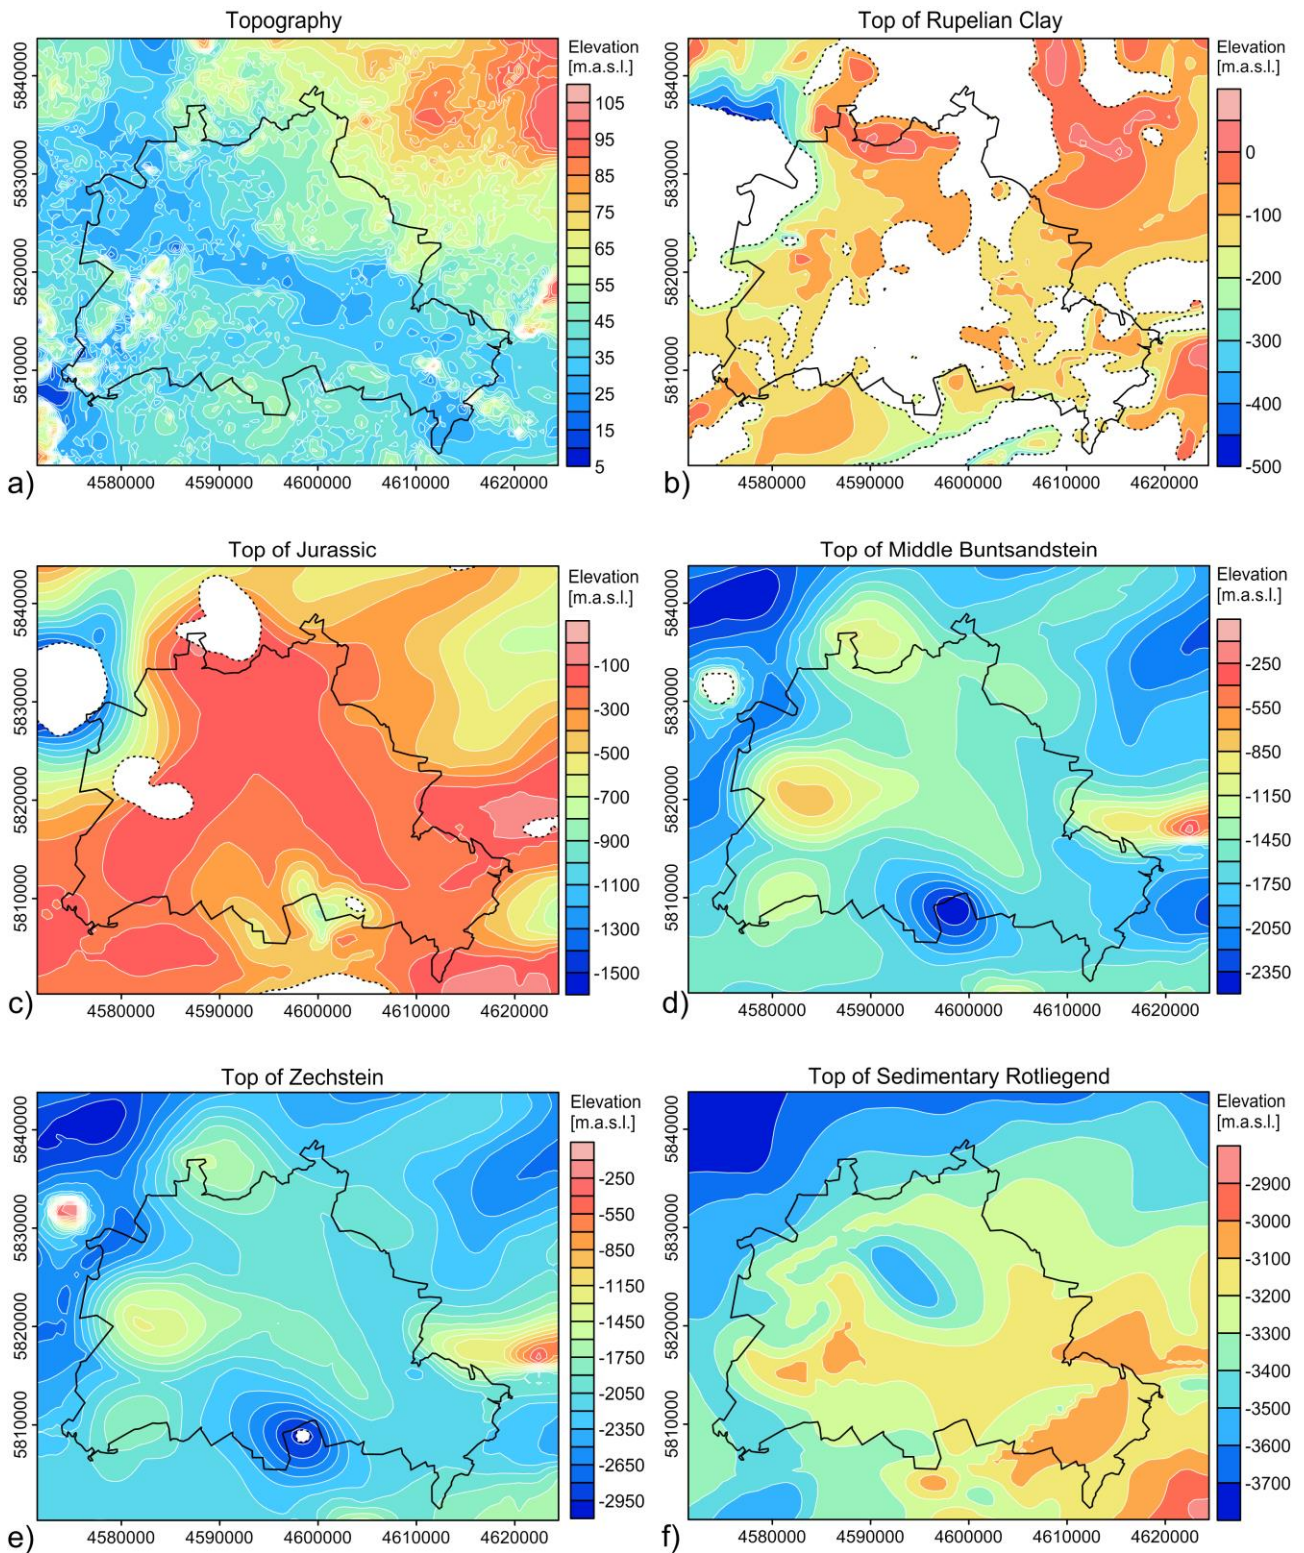 Topography
Elevation
[m.a.s.l.]
105
95
85
75
65
55
45
35
25
15
5
5840000
5830000
5820000
5810000
4580000 4590000 4600000 4610000 4620000
a)
Top of Rupelian Clay
Elevation
[m.a.s.l.]
0
-100
-200
-300
-400
-500
5840000
5830000
5820000
5810000
4580000 4590000 4600000 4610000 4620000
b)
Top of Jurassic
Elevation
[m.a.s.l.]
-100
-300
-500
-700
-900
-1100
-1300
-1500
5840000
5830000
5820000
5810000
4580000 4590000 4600000 4610000 4620000
c)
Top of Middle Buntsandstein
Elevation
[m.a.s.l.]
-250
-550
-850
-1150
-1450
-1750
-2050
-2350
5840000
5830000
5820000
5810000
4580000 4590000 4600000 4610000 4620000
d)
Top of Zechstein
Elevation
[m.a.s.l.]
-250
-550
-850
-1150
-1450
-1750
-2050
-2350
-2650
-2950
5840000
5830000
5820000
5810000
4580000 4590000 4600000 4610000 4620000
e)
Top of Sedimentary Rotliegend
Elevation
[m.a.s.l.]
-2900
-3000
-3100
-3200
-3300
-3400
-3500
-3600
-3700
5840000
5830000
5820000
5810000
4580000 4590000 4600000 4610000 4620000
f)